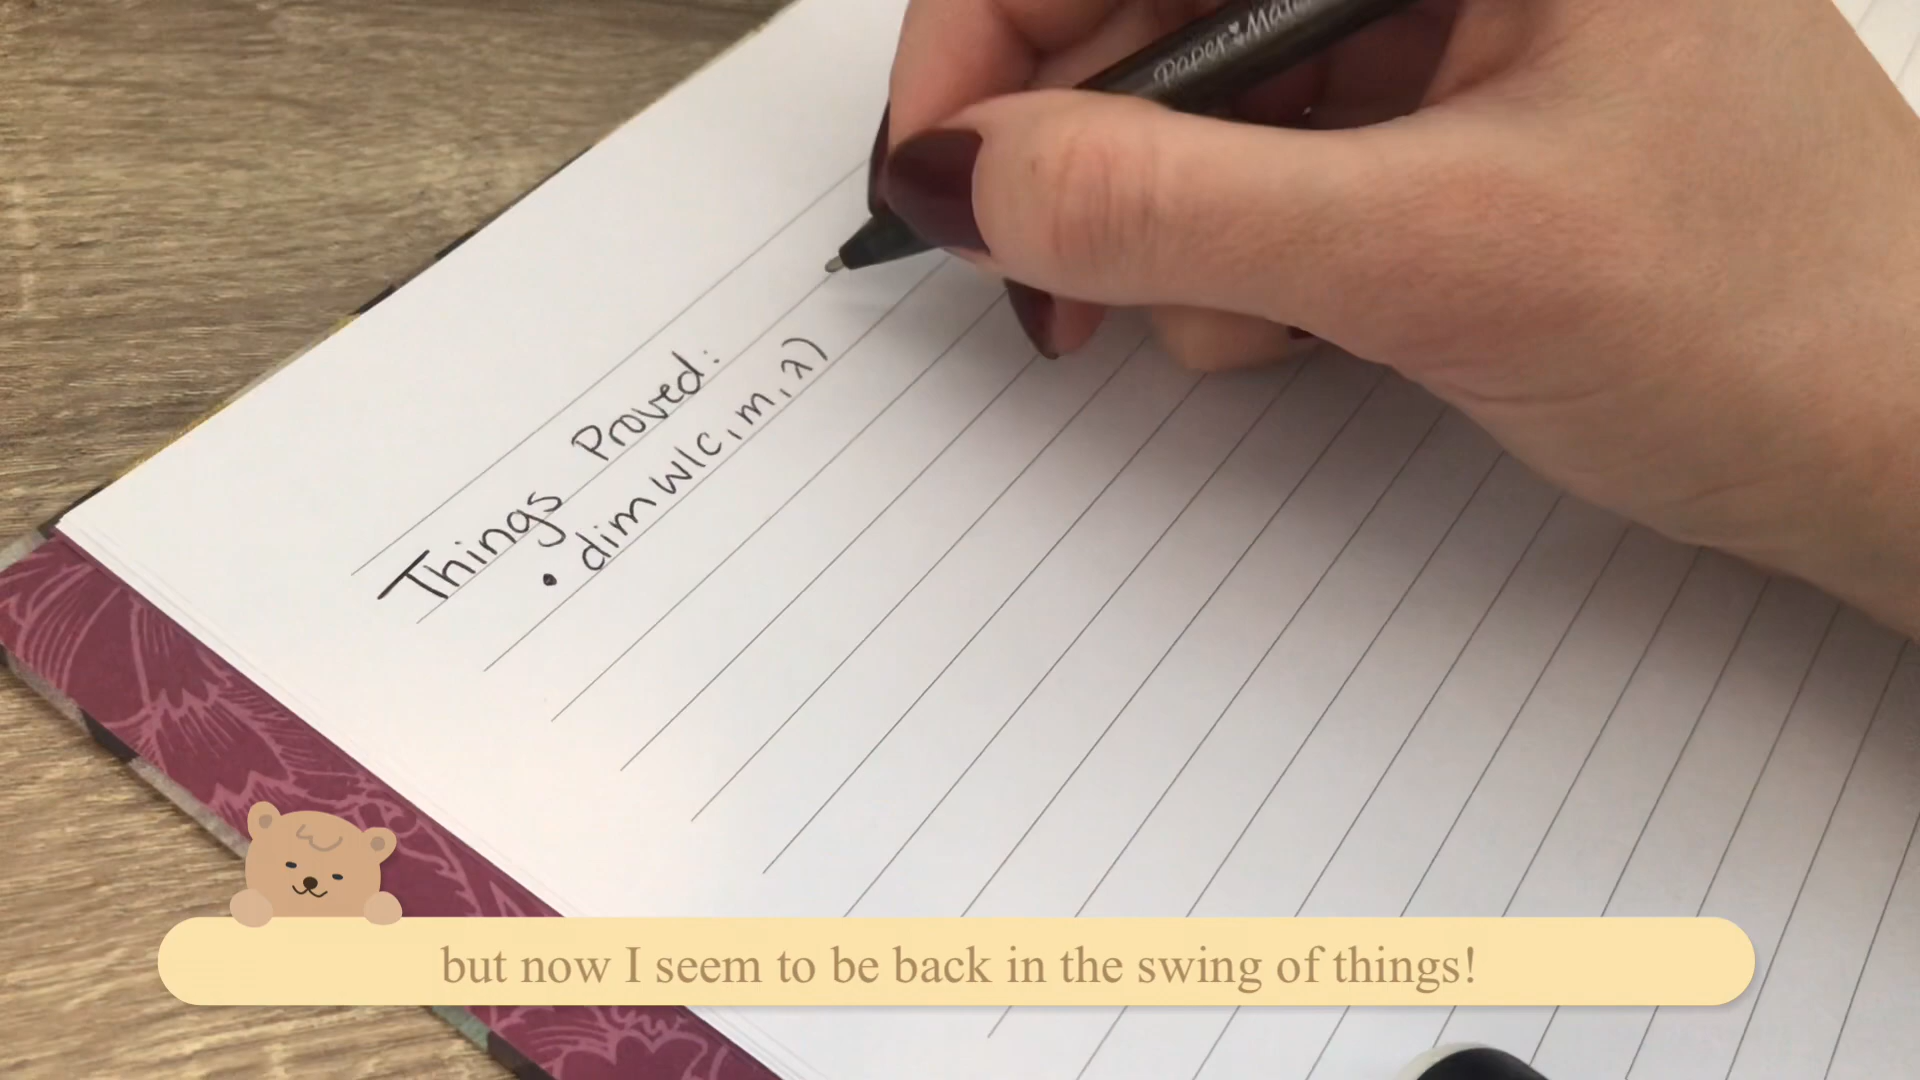 Paper Mate
Things Proved:
• dim W(c, m, λ)
but now I seem to be back in the swing of things!